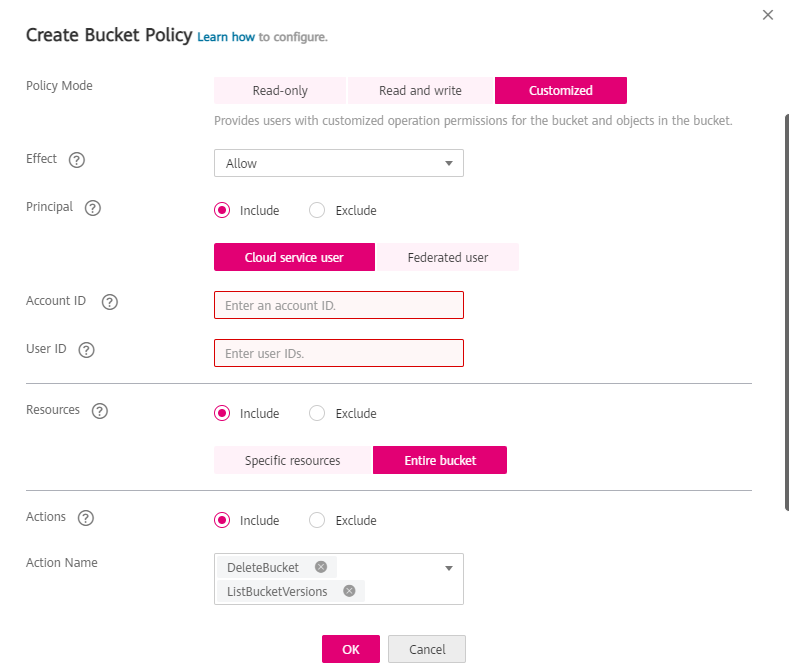 Create Bucket Policy Learn how to configure.
Policy Mode
Read-only Read and write Customized
Provides users with customized operation permissions for the bucket and objects in the bucket.
Effect ? Allow
Principal ? Include Exclude
Cloud service user Federated user
Account ID ? Enter an account ID.
User ID ? Enter user IDs.
Resources ? Include Exclude
Specific resources Entire bucket
Actions ? Include Exclude
Action Name DeleteBucket
ListBucketVersions
OK Cancel